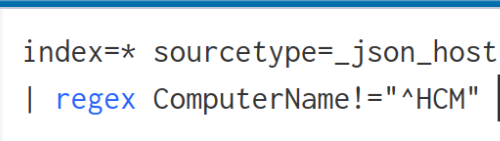 index=* sourcetype=_json_host
| regex ComputerName!="^HCM"